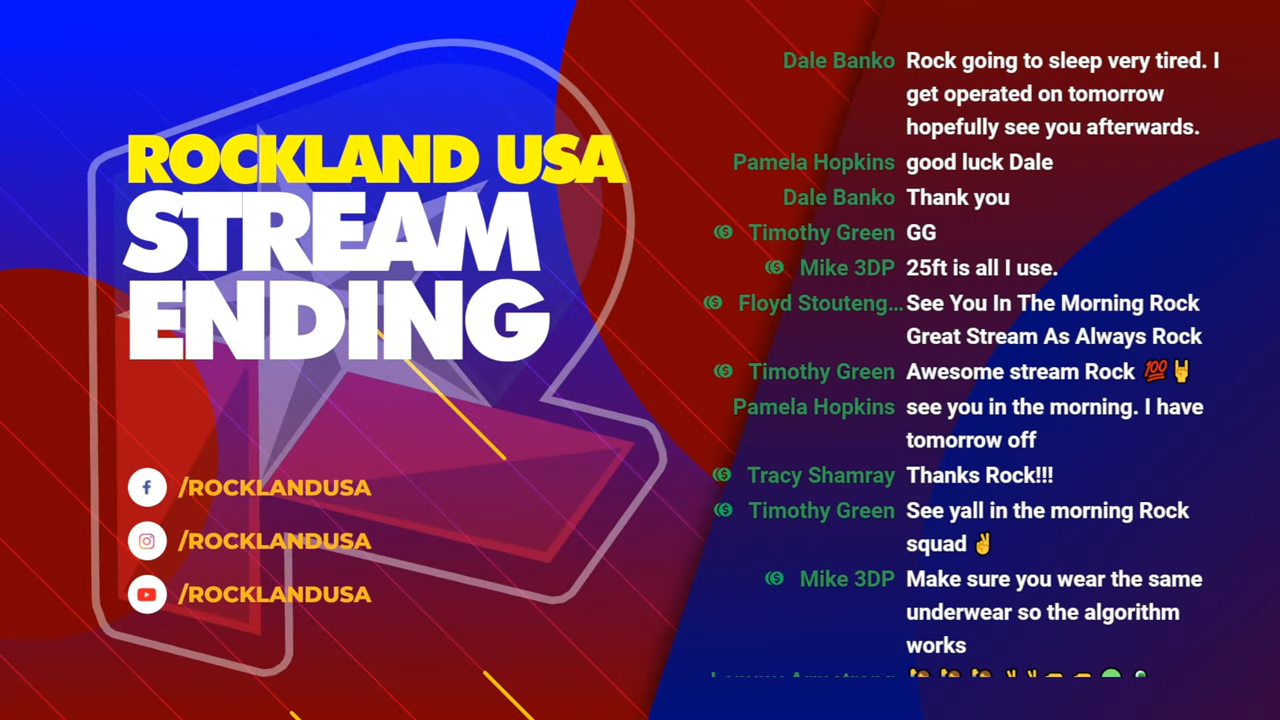 ROCKLAND USA
STREAM
ENDING
/ROCKLANDUSA
/ROCKLANDUSA
/ROCKLANDUSA
Dale Banko Rock going to sleep very tired. I
get operated on tomorrow
hopefully see you afterwards.
Pamela Hopkins good luck Dale
Dale Banko Thank you
Timothy Green GG
Mike 3DP 25ft is all I use.
Floyd Stouteng... See You In The Morning Rock
Great Stream As Always Rock
Timothy Green Awesome stream Rock 💯🤘
Pamela Hopkins see you in the morning. I have
tomorrow off
Tracy Shamray Thanks Rock!!!
Timothy Green See yall in the morning Rock
squad ✌
Mike 3DP Make sure you wear the same
underwear so the algorithm
works